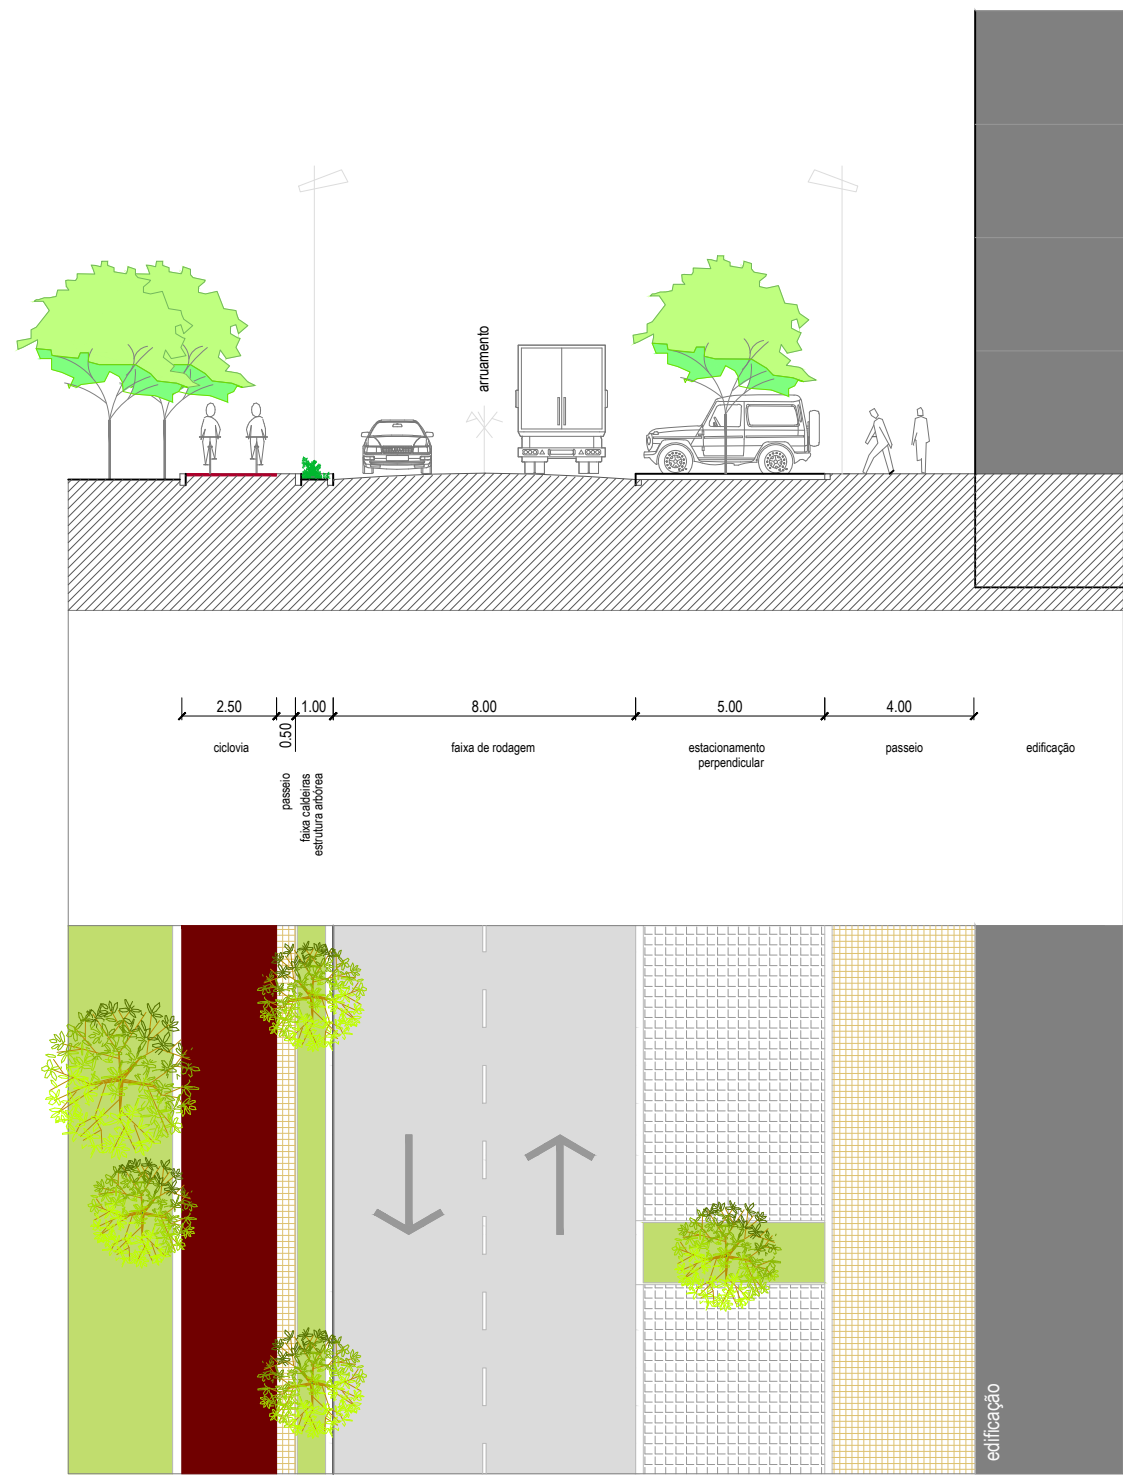 arruamento
2.50
0.50
1.00
8.00
5.00
4.00
ciclovia
passeio
faixa caldeiras
estrutura arbórea
faixa de rodagem
estacionamento
perpendicular
passeio
edificação
edificação